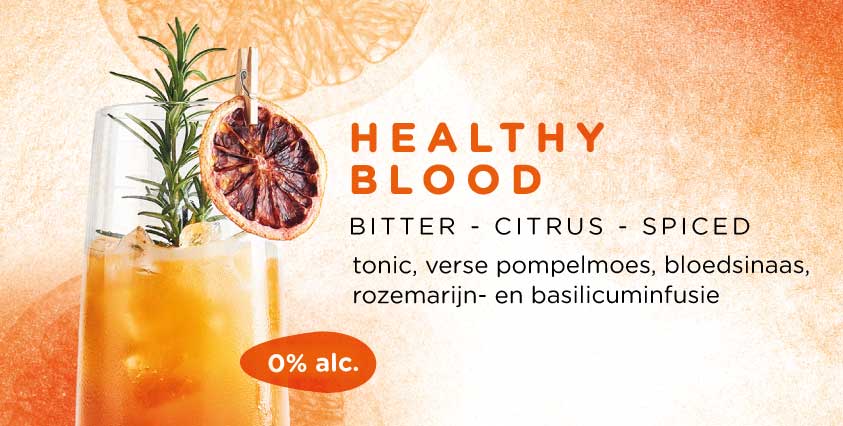 HEALTHY
BLOOD
BITTER - CITRUS - SPICED
tonic, verse pompelmoes, bloedsinaas,
rozemarijn- en basilicuminfusie
0% alc.